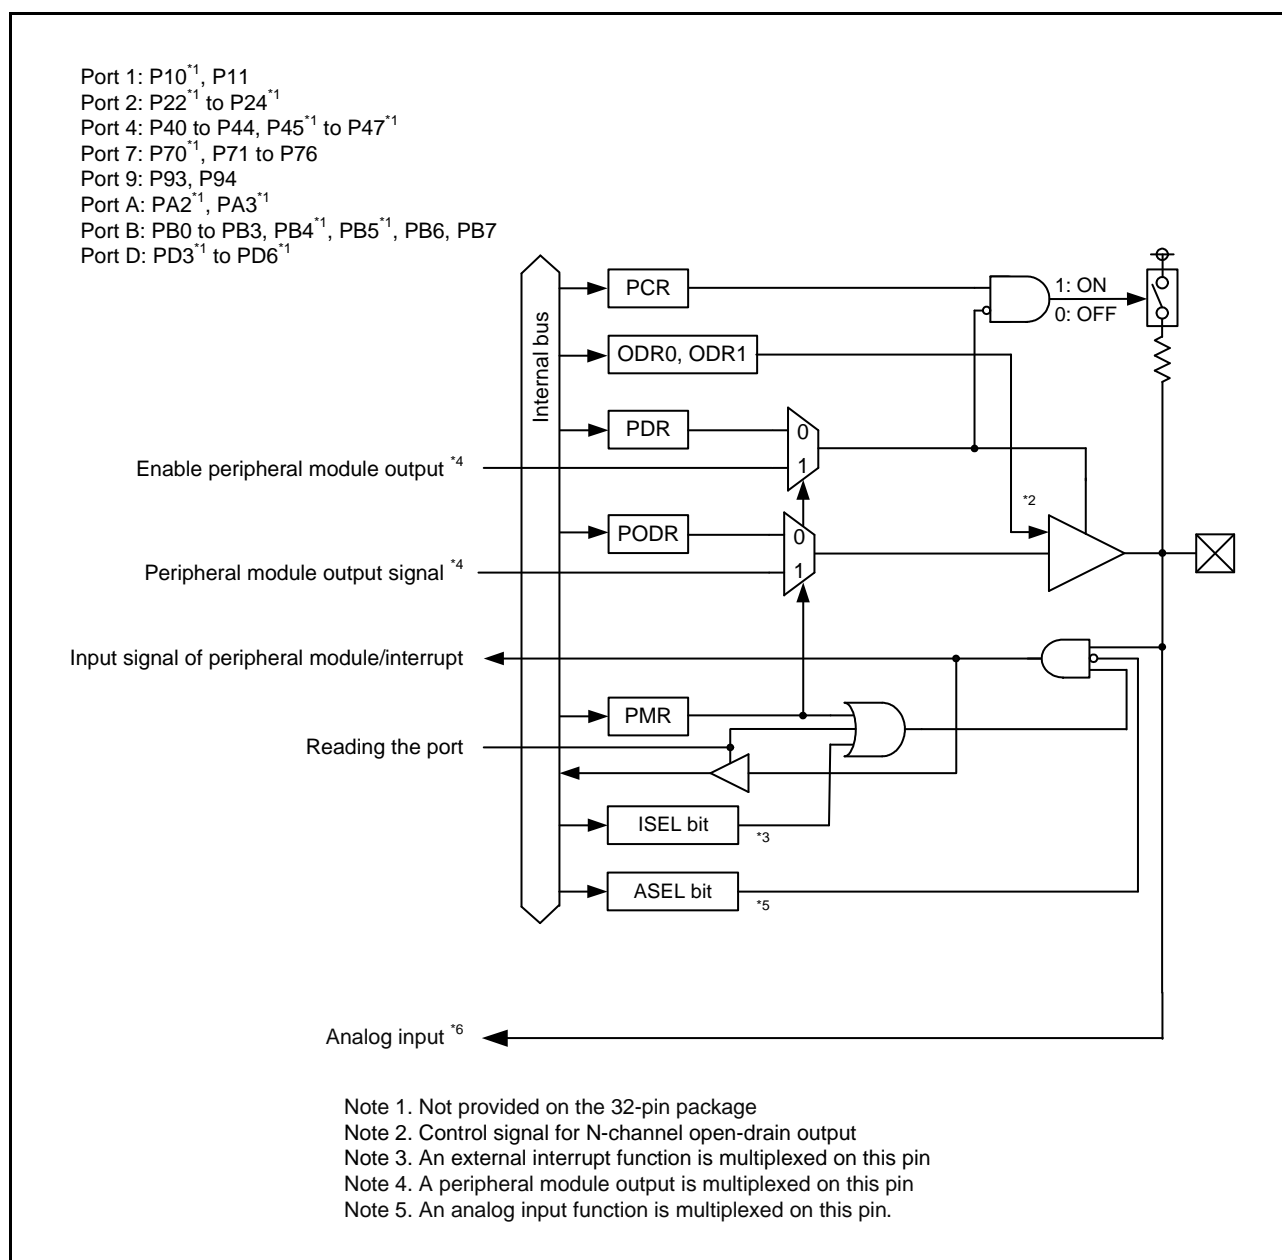 Port 1: P10*1, P11
Port 2: P22*1 to P24*1
Port 4: P40 to P44, P45*1 to P47*1
Port 7: P70*1, P71 to P76
Port 9: P93, P94
Port A: PA2*1, PA3*1
Port B: PB0 to PB3, PB4*1, PB5*1, PB6, PB7
Port D: PD3*1 to PD6*1
Internal bus
PCR
1: ON
0: OFF
ODR0, ODR1
PDR
0
Enable peripheral module output *4
1
*2
PODR
0
Peripheral module output signal *4
1
Input signal of peripheral module/interrupt
PMR
Reading the port
ISEL bit
*3
ASEL bit
*5
Analog input *6
Note 1. Not provided on the 32-pin package
Note 2. Control signal for N-channel open-drain output
Note 3. An external interrupt function is multiplexed on this pin
Note 4. A peripheral module output is multiplexed on this pin
Note 5. An analog input function is multiplexed on this pin.